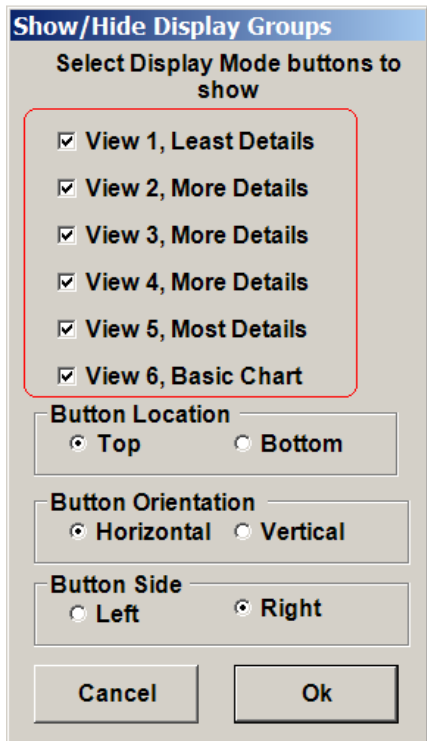 Show/Hide Display Groups
Select Display Mode buttons to
show
View 1, Least Details
View 2, More Details
View 3, More Details
View 4, More Details
View 5, Most Details
View 6, Basic Chart
Button Location
Top Bottom
Button Orientation
Horizontal Vertical
Button Side
Left Right
Cancel Ok